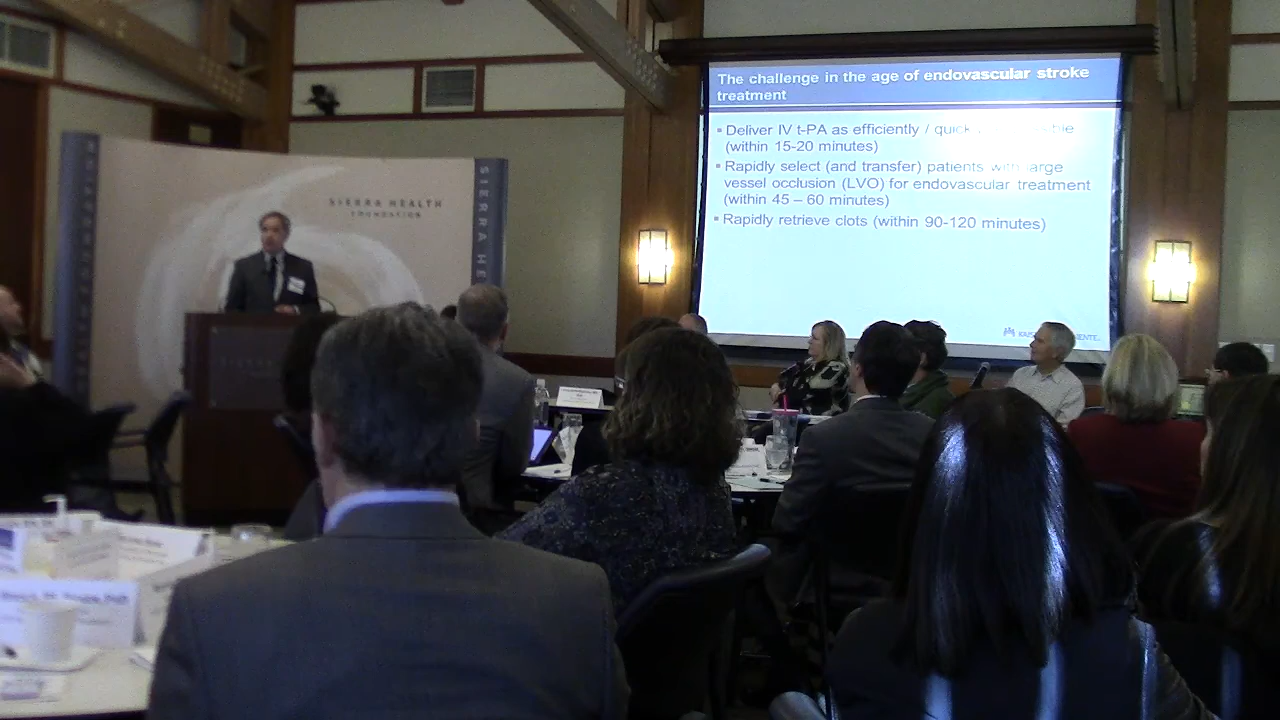 The challenge in the age of endovascular stroke
treatment
▪ Deliver IV t-PA as efficiently / quick
(within 15-20 minutes)
▪ Rapidly select (and transfer) patients with large
vessel occlusion (LVO) for endovascular treatment
(within 45 – 60 minutes)
▪ Rapidly retrieve clots (within 90-120 minutes)
SIERRA HEALTH
FOUNDATION
SIERRA HE